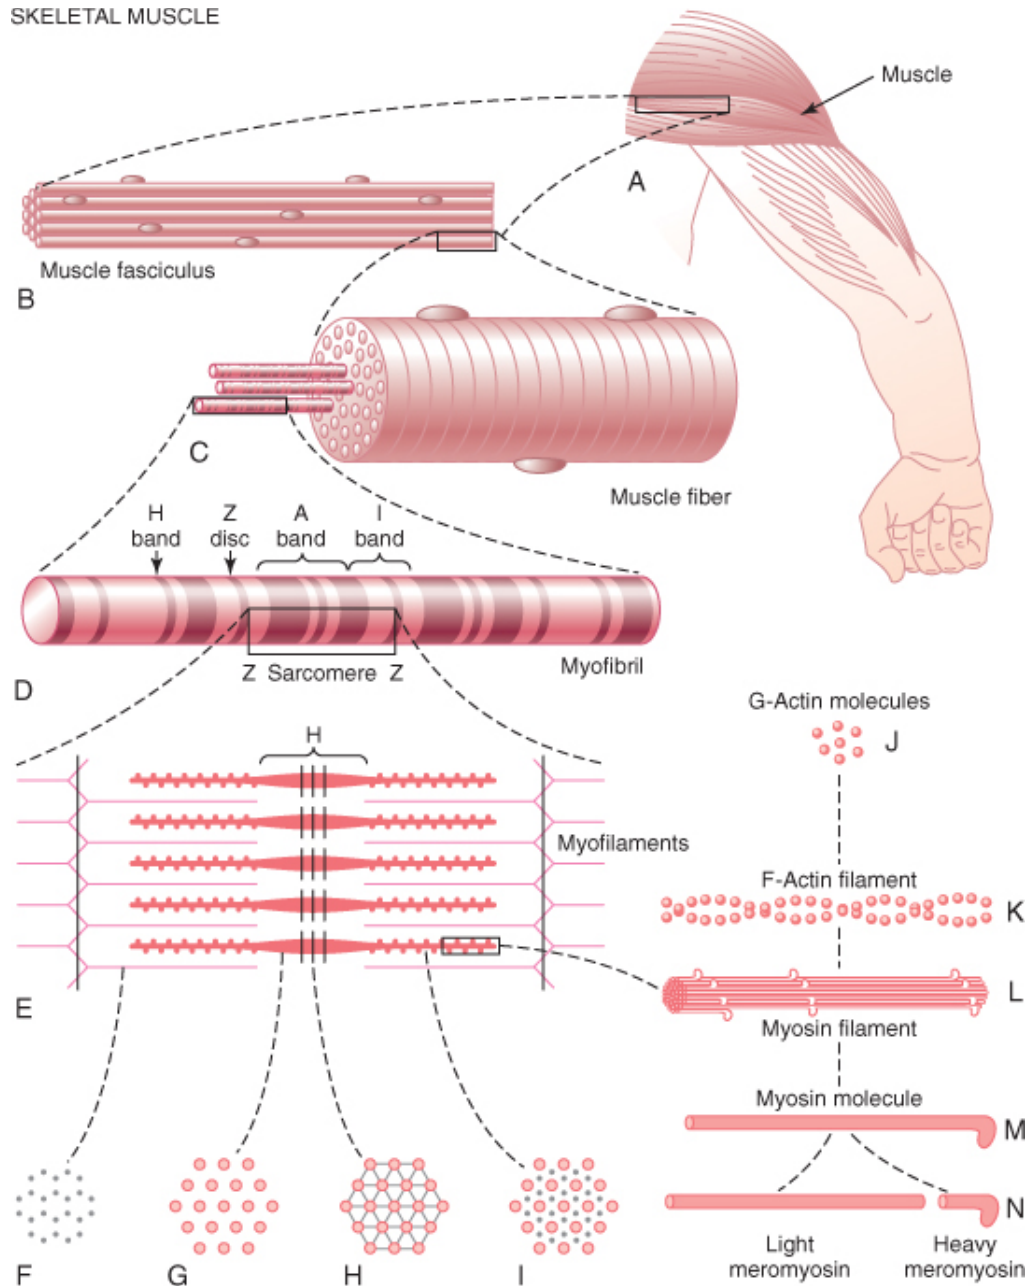 SKELETAL MUSCLE
Muscle
A
Muscle fasciculus
B
C
Muscle fiber
H
band
Z
disc
A
band
I
band
Z Sarcomere Z
Myofibril
D
G-Actin molecules
J
H
Myofilaments
F-Actin filament
K
E
L
Myosin filament
Myosin molecule
M
N
Light
meromyosin
Heavy
meromyosin
F
G
H
I